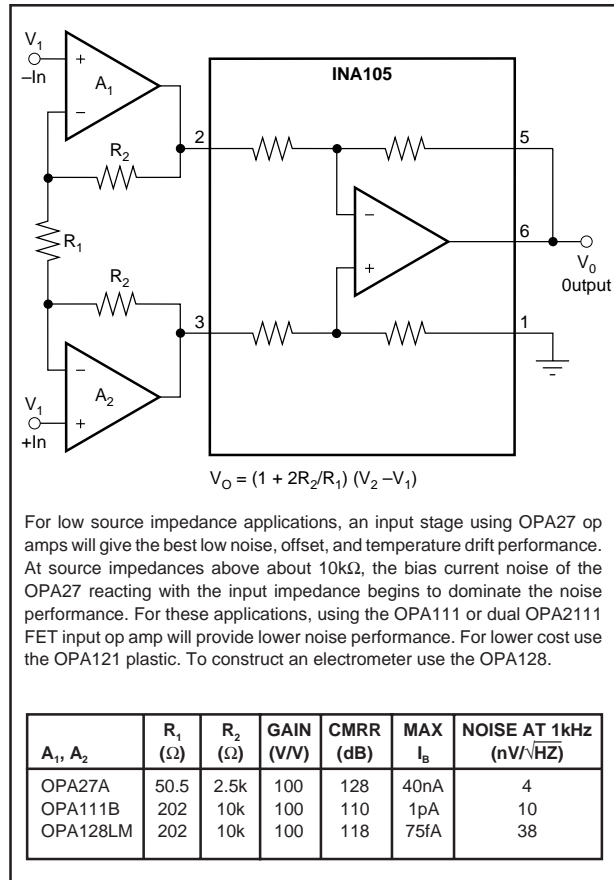 V1
–In
+
A1
–
INA105
2
5
R2
R1
–
6
+
V0
0utput
R2
3
1
–
A2
V1
+In
+
VO = (1 + 2R2/R1) (V2 –V1)
For low source impedance applications, an input stage using OPA27 op
amps will give the best low noise, offset, and temperature drift performance.
At source impedances above about 10kΩ, the bias current noise of the
OPA27 reacting with the input impedance begins to dominate the noise
performance. For these applications, using the OPA111 or dual OPA2111
FET input op amp will provide lower noise performance. For lower cost use
the OPA121 plastic. To construct an electrometer use the OPA128.
A1, A2 R1 (Ω) R2 (Ω) GAIN (V/V) CMRR (dB) MAX IB NOISE AT 1kHz (nV/√HZ)
OPA27A 50.5 2.5k 100 128 40nA 4
OPA111B 202 10k 100 110 1pA 10
OPA128LM 202 10k 100 118 75fA 38